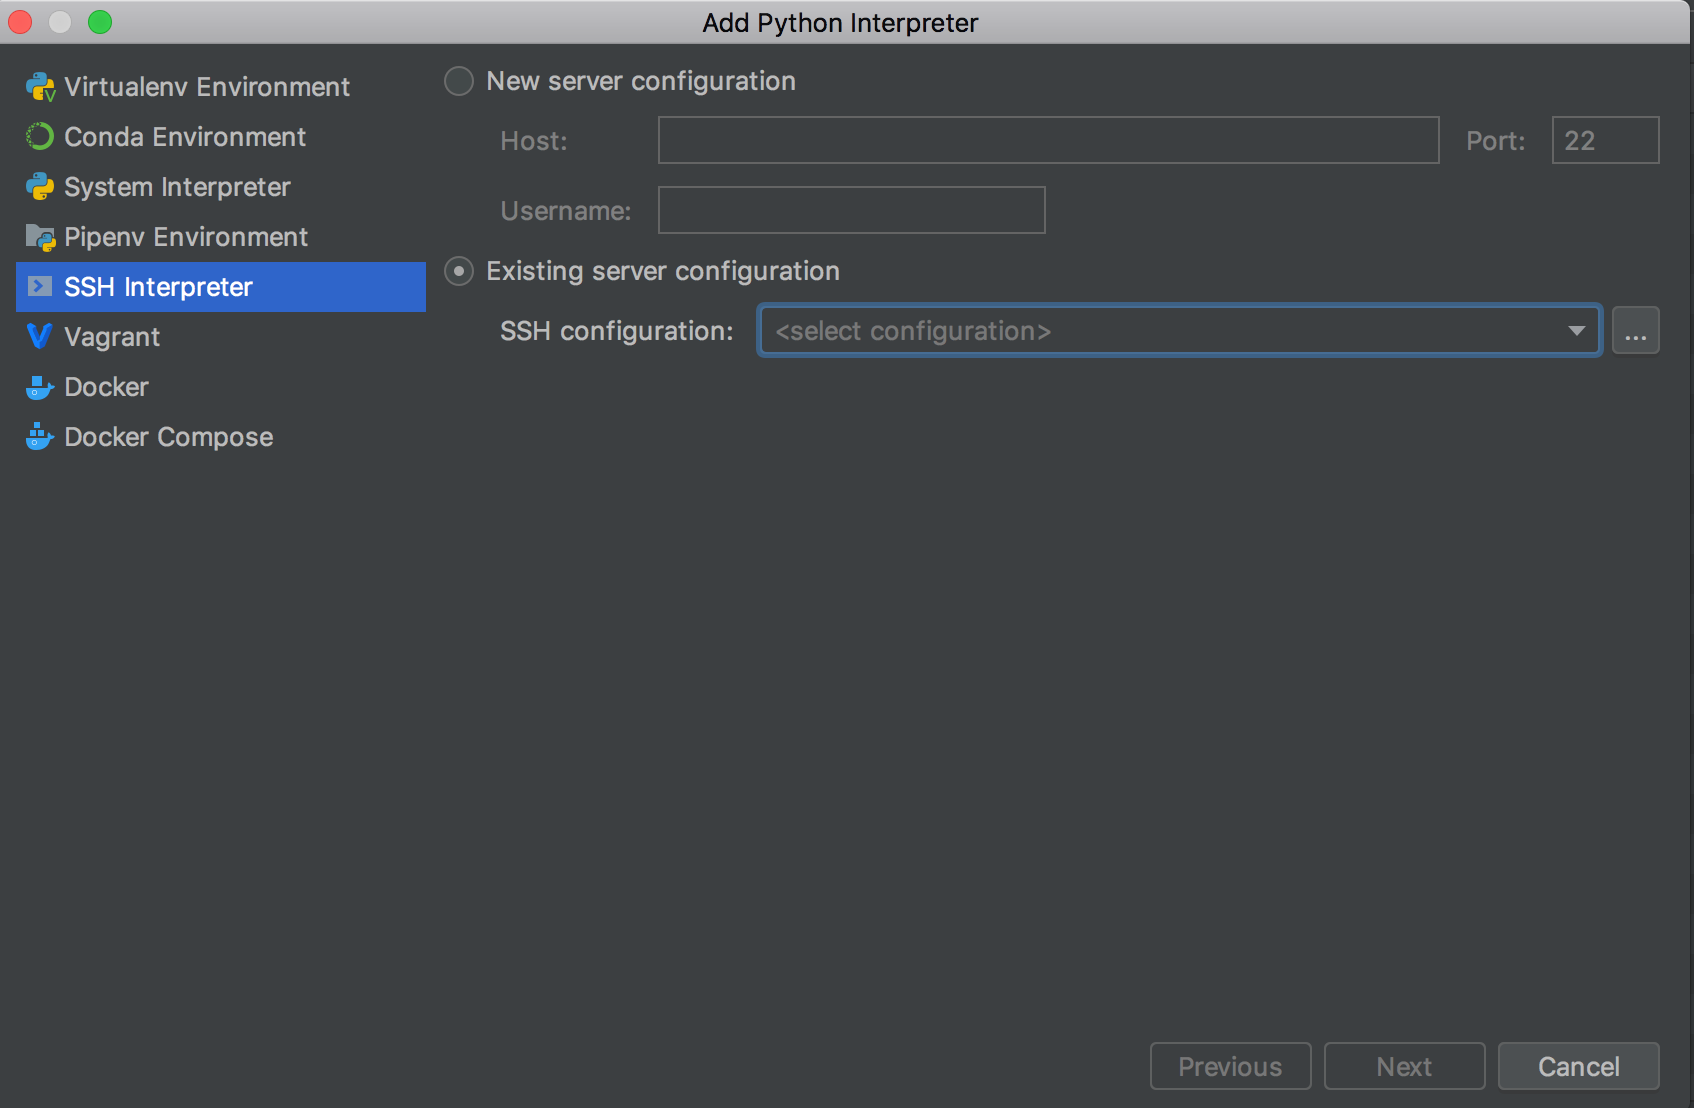 Add Python Interpreter
Virtualenv Environment
Conda Environment
System Interpreter
Pipenv Environment
SSH Interpreter
Vagrant
Docker
Docker Compose
New server configuration
Host:
Port: 22
Username:
Existing server configuration
SSH configuration: <select configuration> ...
Previous Next Cancel